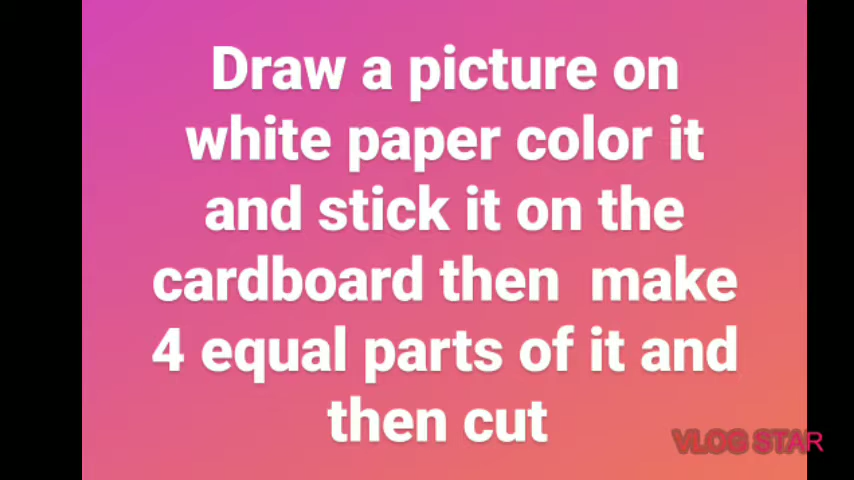 Draw a picture on
white paper color it
and stick it on the
cardboard then  make
4 equal parts of it and
then cut
VLOG STAR